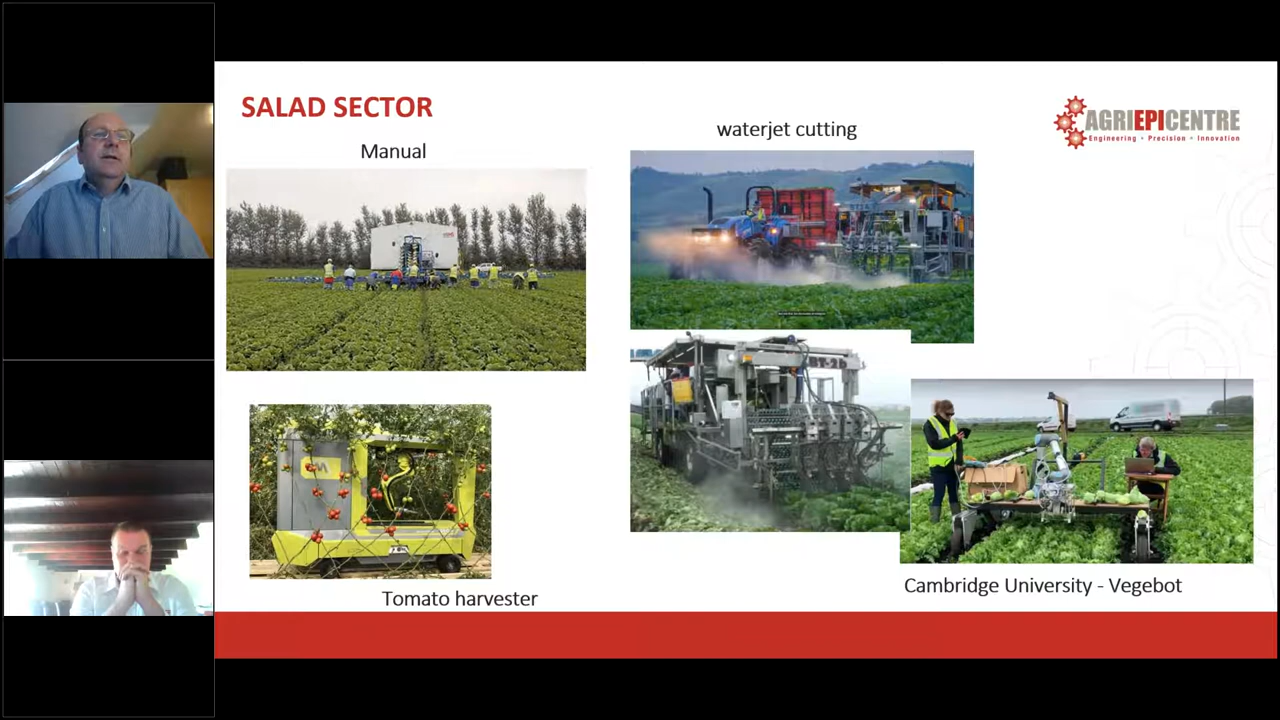 SALAD SECTOR
Manual
waterjet cutting
AGRIEPICENTRE
Engineering • Precision • Innovation
Tomato harvester
Cambridge University - Vegebot